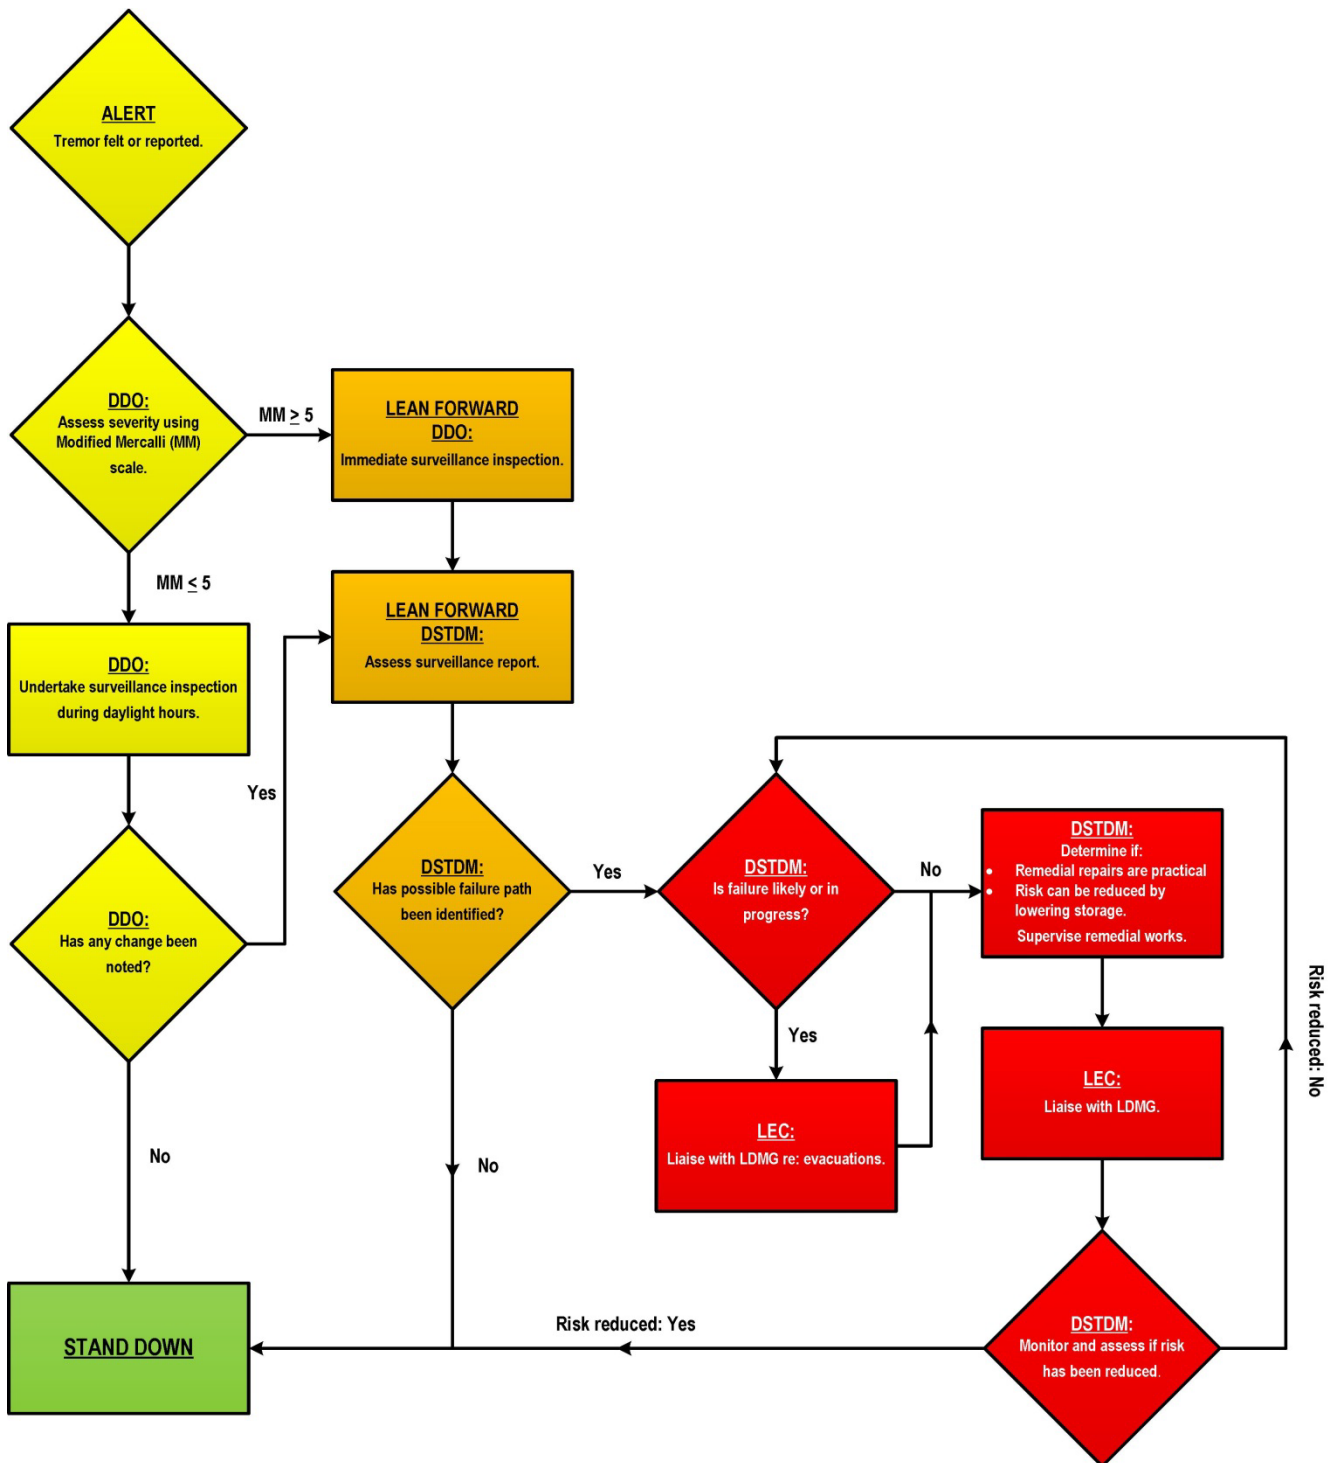 ALERT
Tremor felt or reported.
DDO:
Assess severity using
Modified Mercalli (MM)
scale.
MM ≥ 5
LEAN FORWARD
DDO:
Immediate surveillance inspection.
MM ≤ 5
DDO:
Undertake surveillance inspection
during daylight hours.
LEAN FORWARD
DSTDM:
Assess surveillance report.
Yes
DDO:
Has any change been
noted?
DSTDM:
Has possible failure path
been identified?
Yes
DSTDM:
Is failure likely or in
progress?
No
DSTDM:
Determine if:
• Remedial repairs are practical
• Risk can be reduced by
lowering storage.
Supervise remedial works.
Yes
LEC:
Liaise with LDMG re: evacuations.
LEC:
Liaise with LDMG.
Risk reduced: No
No
No
STAND DOWN
Risk reduced: Yes
DSTDM:
Monitor and assess if risk
has been reduced.